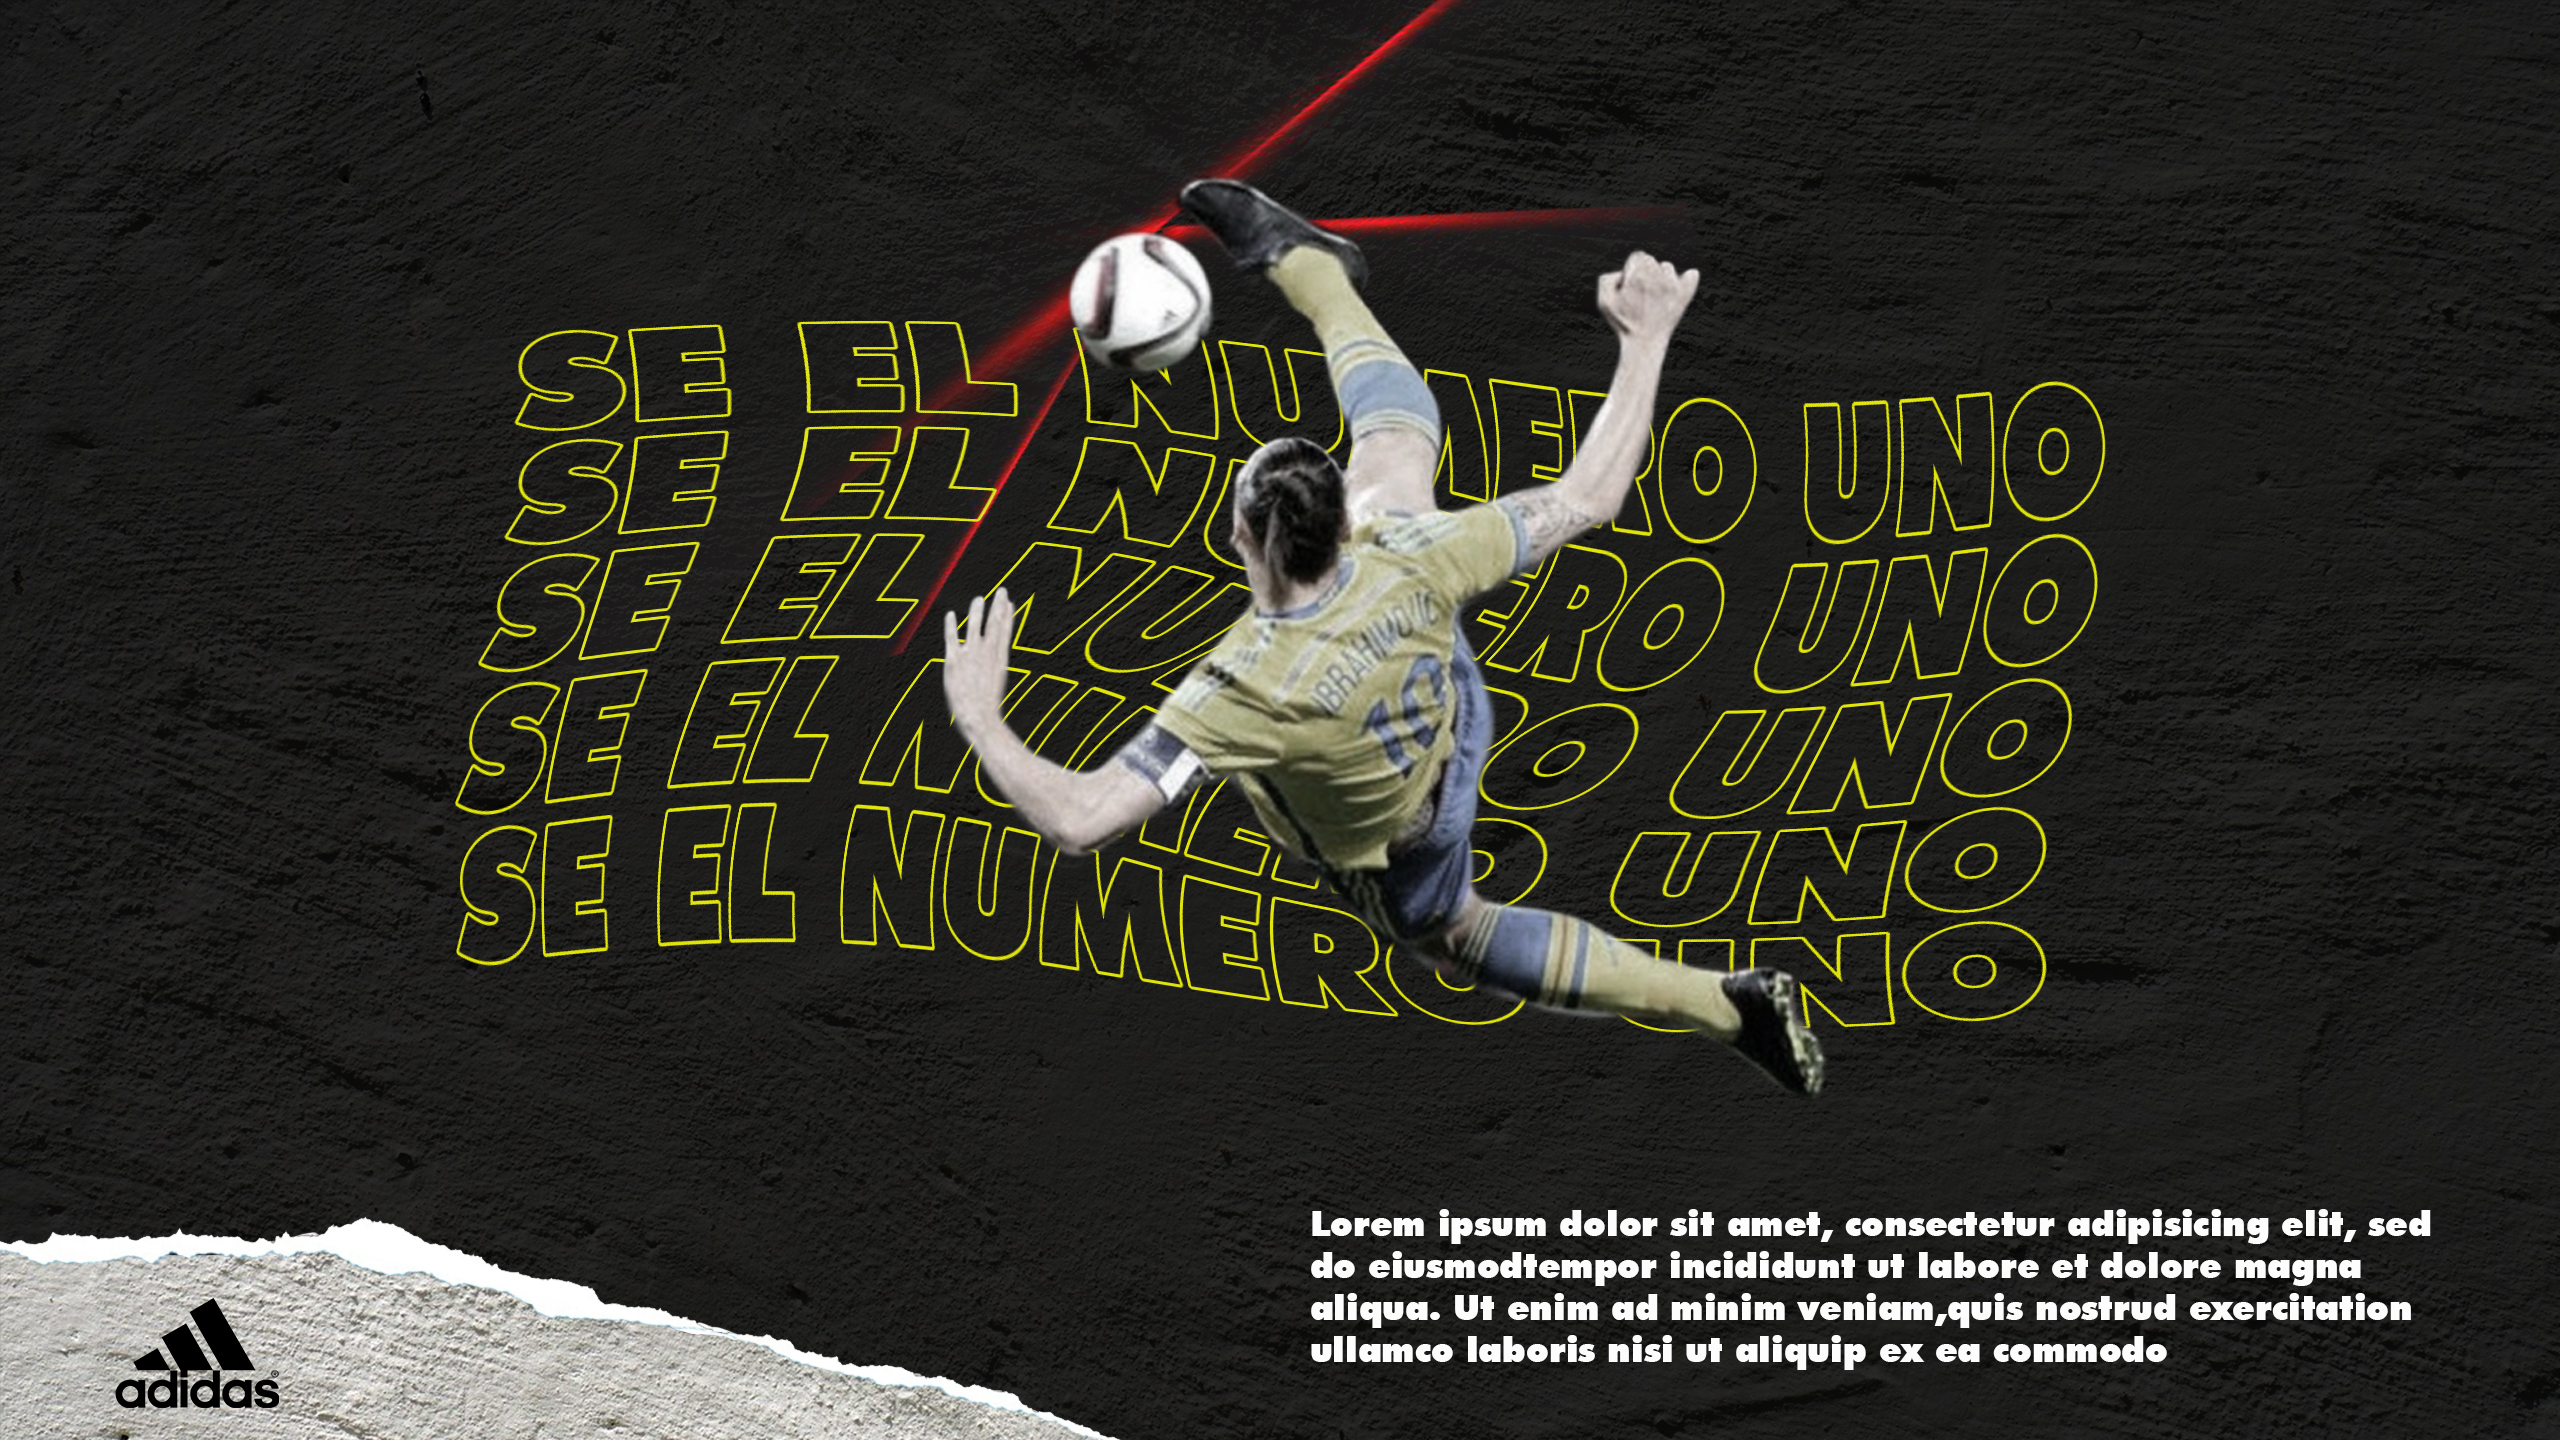 SE EL NUMERO UNO
SE EL NUMERO UNO
SE EL NUMERO UNO
SE EL NUMERO UNO
SE EL NUMERO UNO
IBRAHIMOVIC
10
Lorem ipsum dolor sit amet, consectetur adipisicing elit, sed
do eiusmodtempor incididunt ut labore et dolore magna
aliqua. Ut enim ad minim veniam,quis nostrud exercitation
ullamco laboris nisi ut aliquip ex ea commodo
adidas®